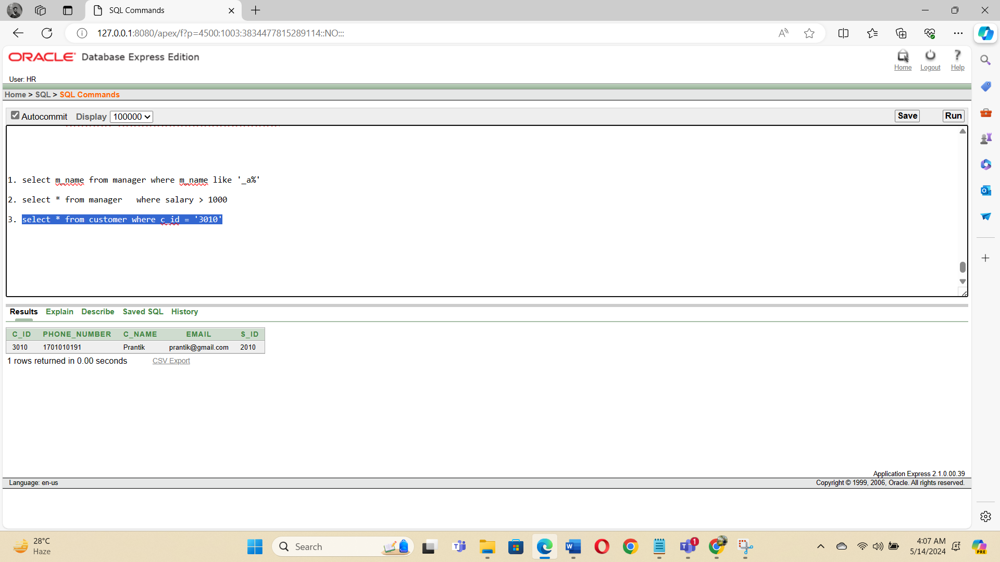 SQL Commands
127.0.0.1:8080/apex/f?p=4500:1003:3834477815289114::NO:::
ORACLE Database Express Edition
Home Logout Help
User: HR
Home > SQL > SQL Commands
Autocommit Display 100000 Save Run
1. select m_name from manager where m_name like '_a%'
2. select * from manager   where salary > 1000
3. select * from customer where c_id = '3010'
Results Explain Describe Saved SQL History
C_ID PHONE_NUMBER C_NAME EMAIL S_ID
3010 1701010191 Prantik prantik@gmail.com 2010
1 rows returned in 0.00 seconds CSV Export
Application Express 2.1.0.00.39
Language: en-us Copyright © 1999, 2006, Oracle. All rights reserved.
28°C
Haze
Search
1
4:07 AM
5/14/2024
PRE